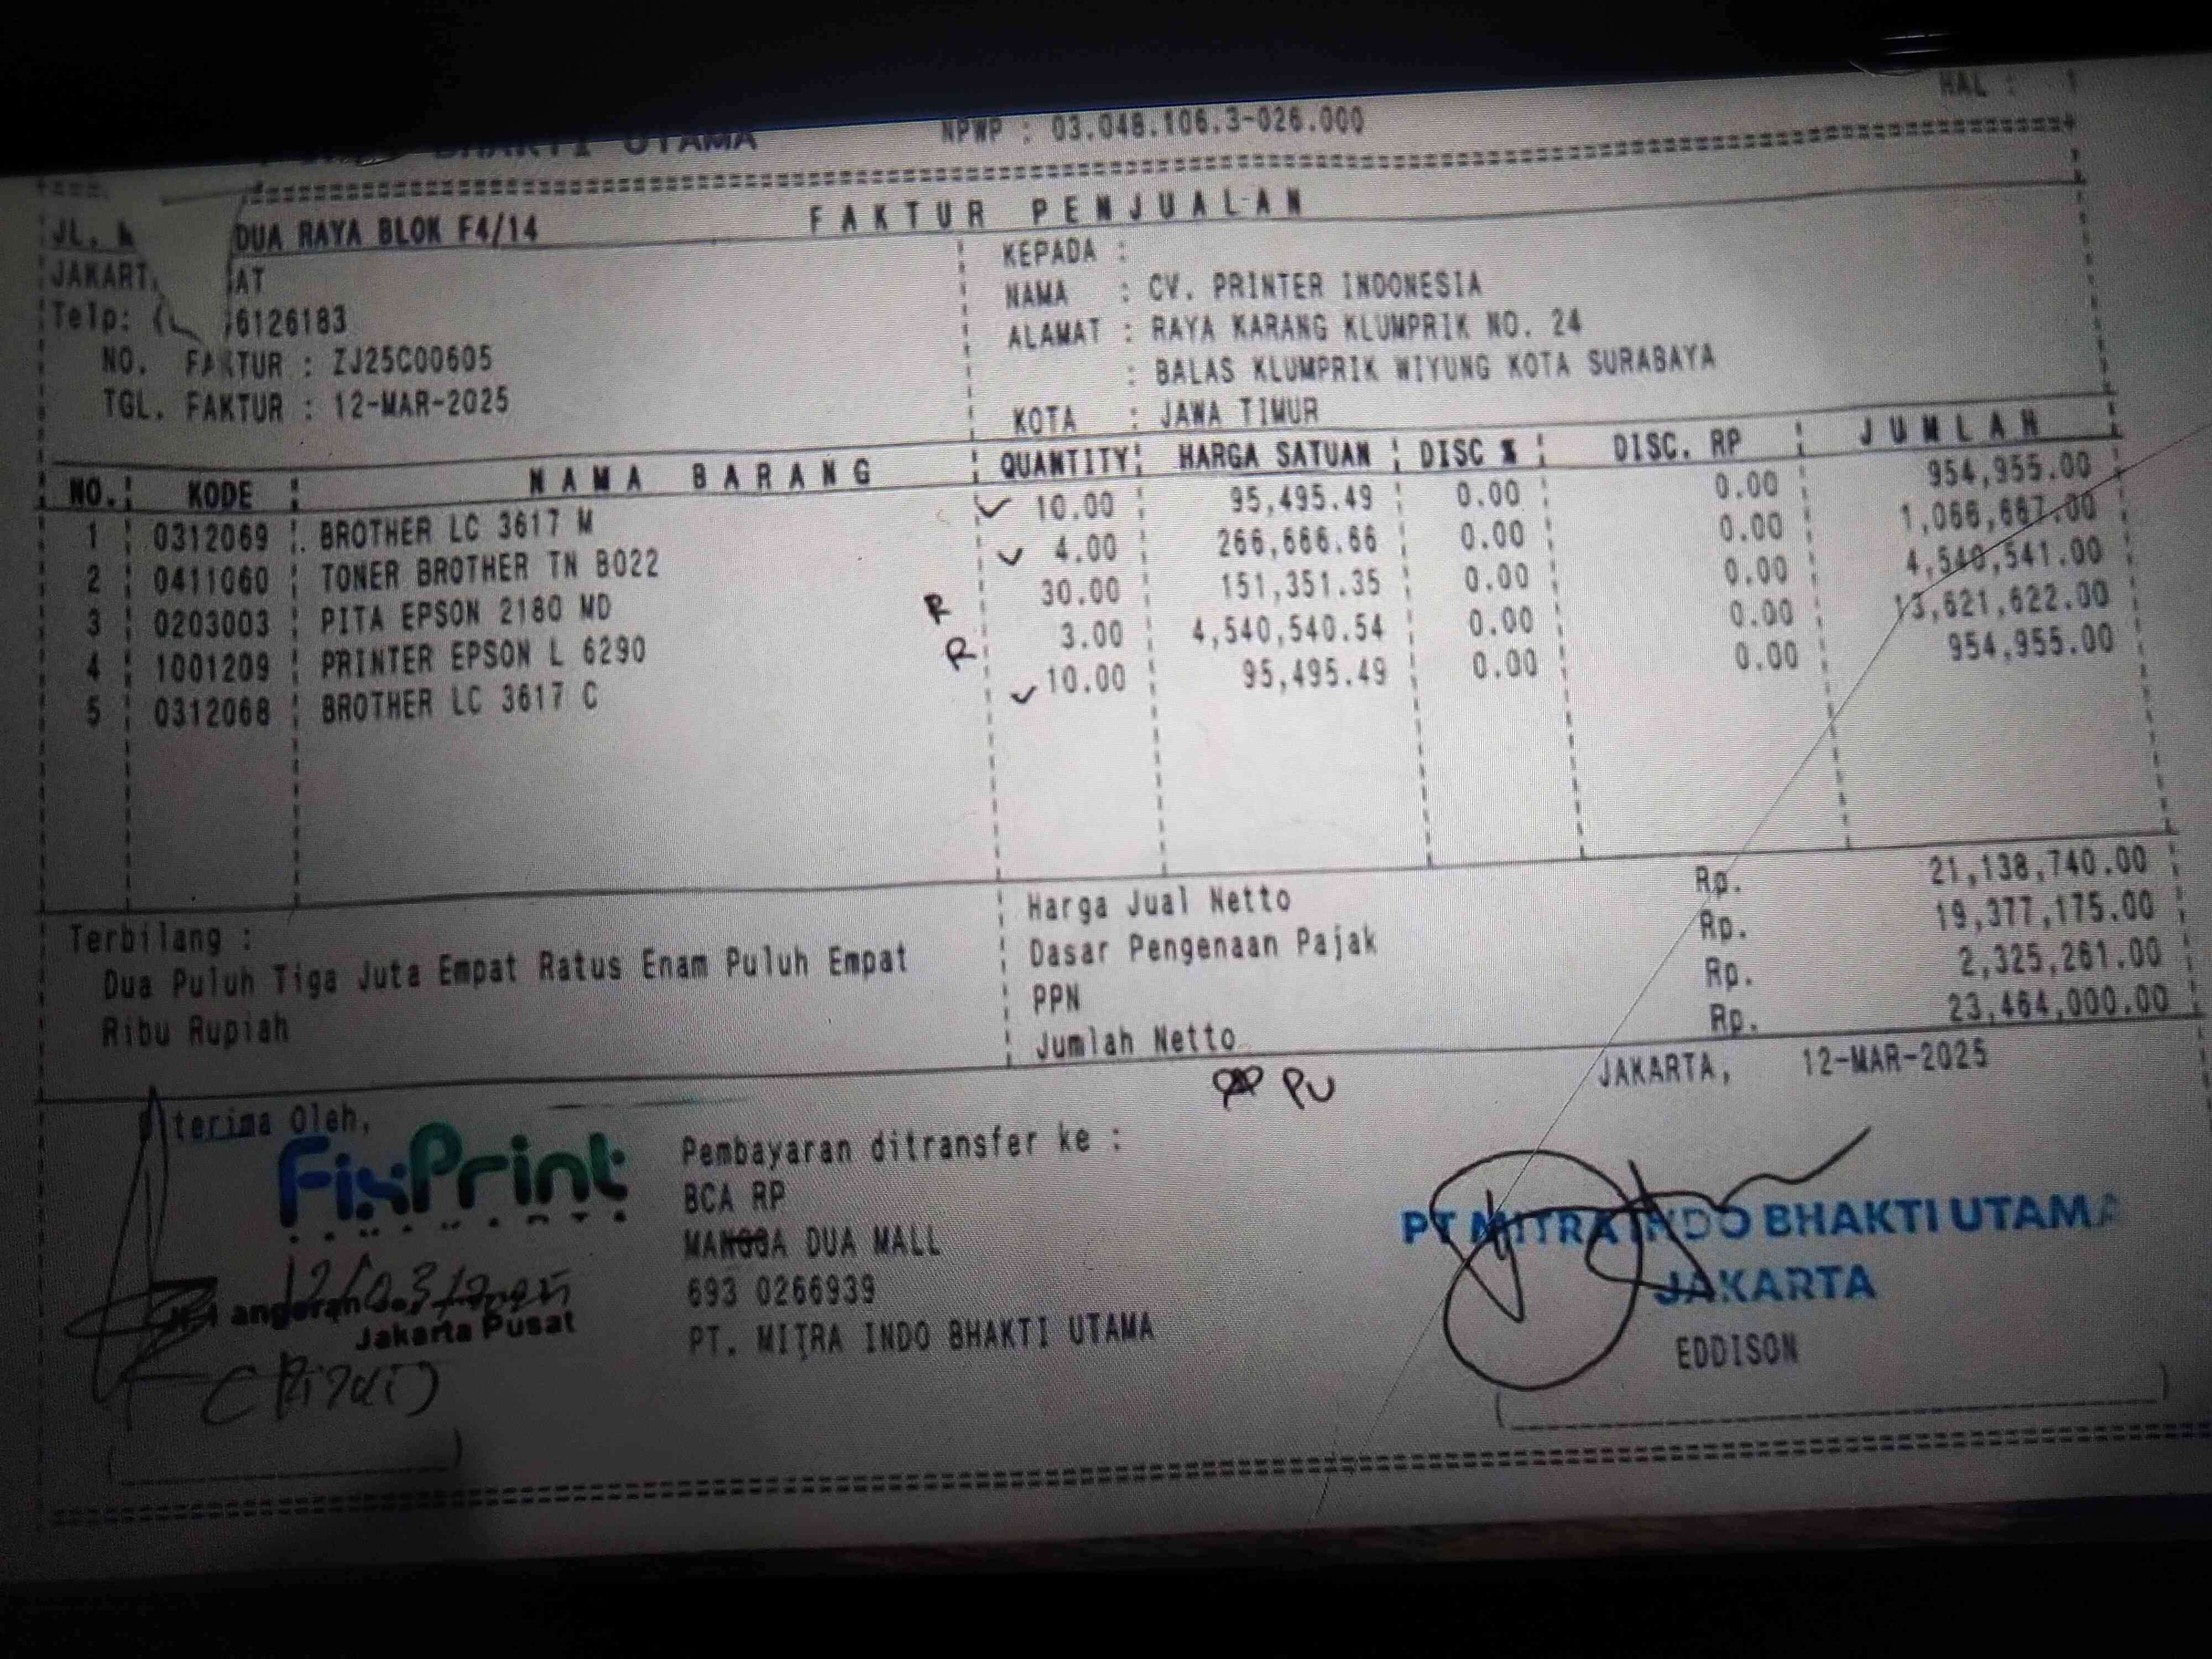 BHAKTI UTAMA NPWP : 03.048.106.3-026.000 HAL : 1
FAKTUR PENJUALAN
JL. DUA RAYA BLOK F4/14
JAKART AT
Telp: ( 6126183
NO. FAKTUR : ZJ25C00605
TGL. FAKTUR : 12-MAR-2025
KEPADA :
NAMA : CV. PRINTER INDONESIA
ALAMAT : RAYA KARANG KLUMPRIK NO. 24
: BALAS KLUMPRIK WIYUNG KOTA SURABAYA
KOTA : JAWA TIMUR
NO. KODE NAMA BARANG QUANTITY HARGA SATUAN DISC % DISC. RP JUMLAH
1 0312069 BROTHER LC 3617 M 10.00 95,495.49 0.00 0.00 954,955.00
2 0411060 TONER BROTHER TN B022 4.00 266,666.66 0.00 0.00 1,066,667.00
3 0203003 PITA EPSON 2180 MD R 30.00 151,351.35 0.00 0.00 4,540,541.00
4 1001209 PRINTER EPSON L 6290 R 3.00 4,540,540.54 0.00 0.00 13,621,622.00
5 0312068 BROTHER LC 3617 C 10.00 95,495.49 0.00 0.00 954,955.00
Harga Jual Netto Rp. 21,138,740.00
Dasar Pengenaan Pajak Rp. 19,377,175.00
PPN Rp. 2,325,261.00
Jumlah Netto Rp. 23,464,000.00
Terbilang :
Dua Puluh Tiga Juta Empat Ratus Enam Puluh Empat
Ribu Rupiah
PU
JAKARTA, 12-MAR-2025
terima Oleh,
FixPrint
12/03/2025
Jakarta Pusat
(Rizki)
Pembayaran ditransfer ke :
BCA RP
MANGGA DUA MALL
693 0266939
PT. MITRA INDO BHAKTI UTAMA
PT MITRA INDO BHAKTI UTAMA
JAKARTA
EDDISON